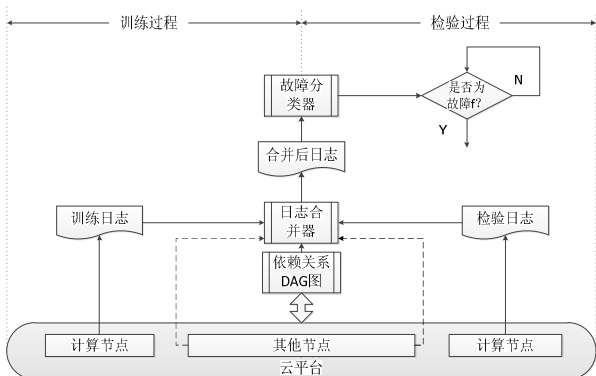 训练过程
检验过程
故障分
类器
是否为
故障f?
N
Y
合并后日志
训练日志
日志合
并器
检验日志
依赖关系
DAG图
计算节点
其他节点
计算节点
云平台